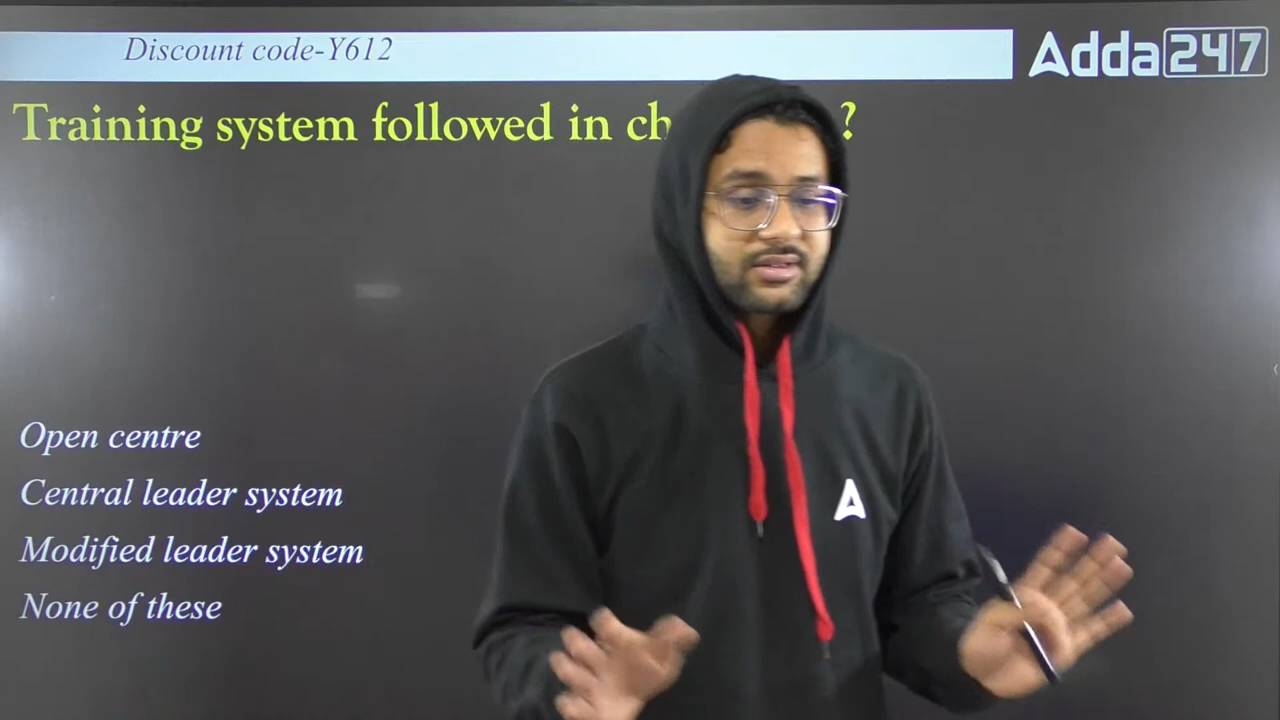 Discount code-Y612
Adda247
Training system followed in ch ?
Open centre
Central leader system
Modified leader system
None of these